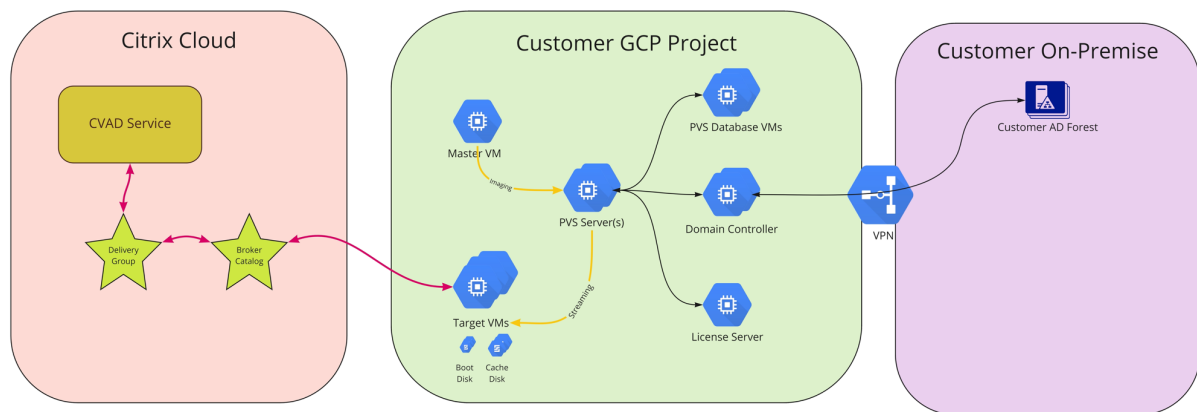 Citrix Cloud
CVAD Service
Delivery
Group
Broker
Catalog
Customer GCP Project
Master VM
Imaging
PVS Server(s)
Streaming
Target VMs
Boot
Disk
Cache
Disk
PVS Database VMs
Domain Controller
License Server
VPN
Customer On-Premise
Customer AD Forest